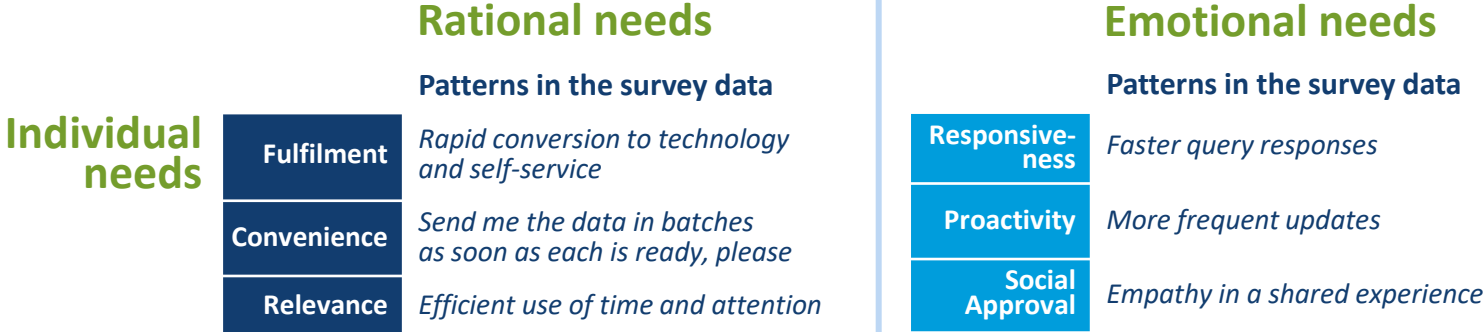 Rational needs
Patterns in the survey data
Individual
needs
Fulfilment
Rapid conversion to technology
and self-service
Convenience
Send me the data in batches
as soon as each is ready, please
Relevance
Efficient use of time and attention
Emotional needs
Patterns in the survey data
Responsive-
ness
Faster query responses
Proactivity
More frequent updates
Social
Approval
Empathy in a shared experience